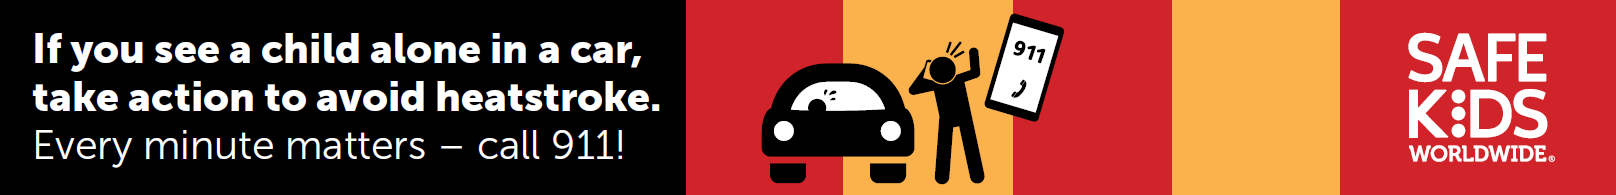 If you see a child alone in a car,
take action to avoid heatstroke.
Every minute matters – call 911!
911
SAFE
KIDS
WORLDWIDE®